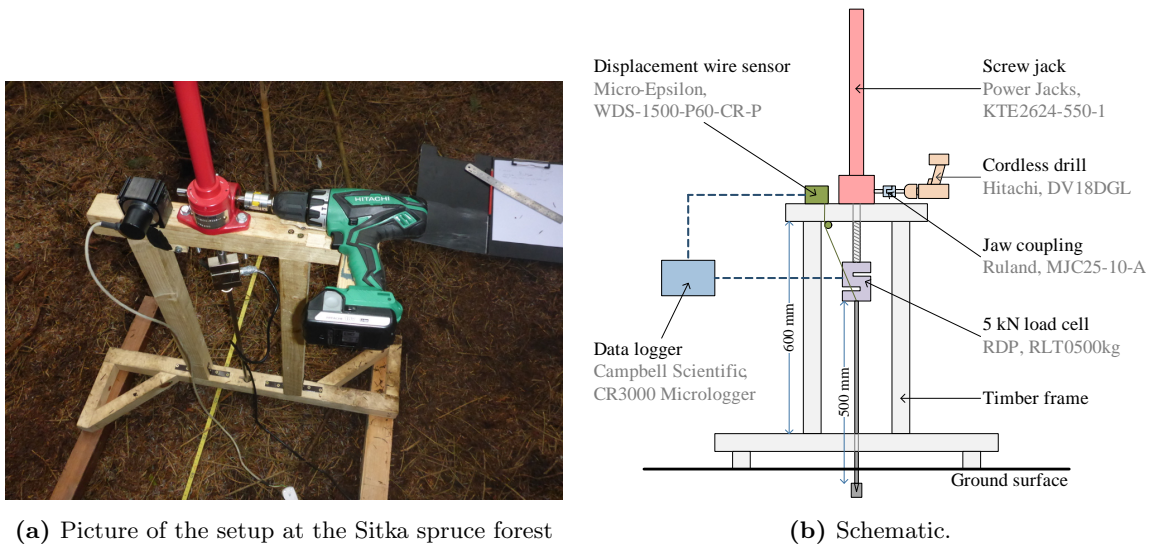 HITACHI
Displacement wire sensor
Micro-Epsilon,
WDS-1500-P60-CR-P
Screw jack
Power Jacks,
KTE2624-550-1
Cordless drill
Hitachi, DV18DGL
Jaw coupling
Ruland, MJC25-10-A
600 mm
500 mm
5 kN load cell
RDP, RLT0500kg
Data logger
Campbell Scientific,
CR3000 Micrologger
Timber frame
Ground surface
(a) Picture of the setup at the Sitka spruce forest
(b) Schematic.